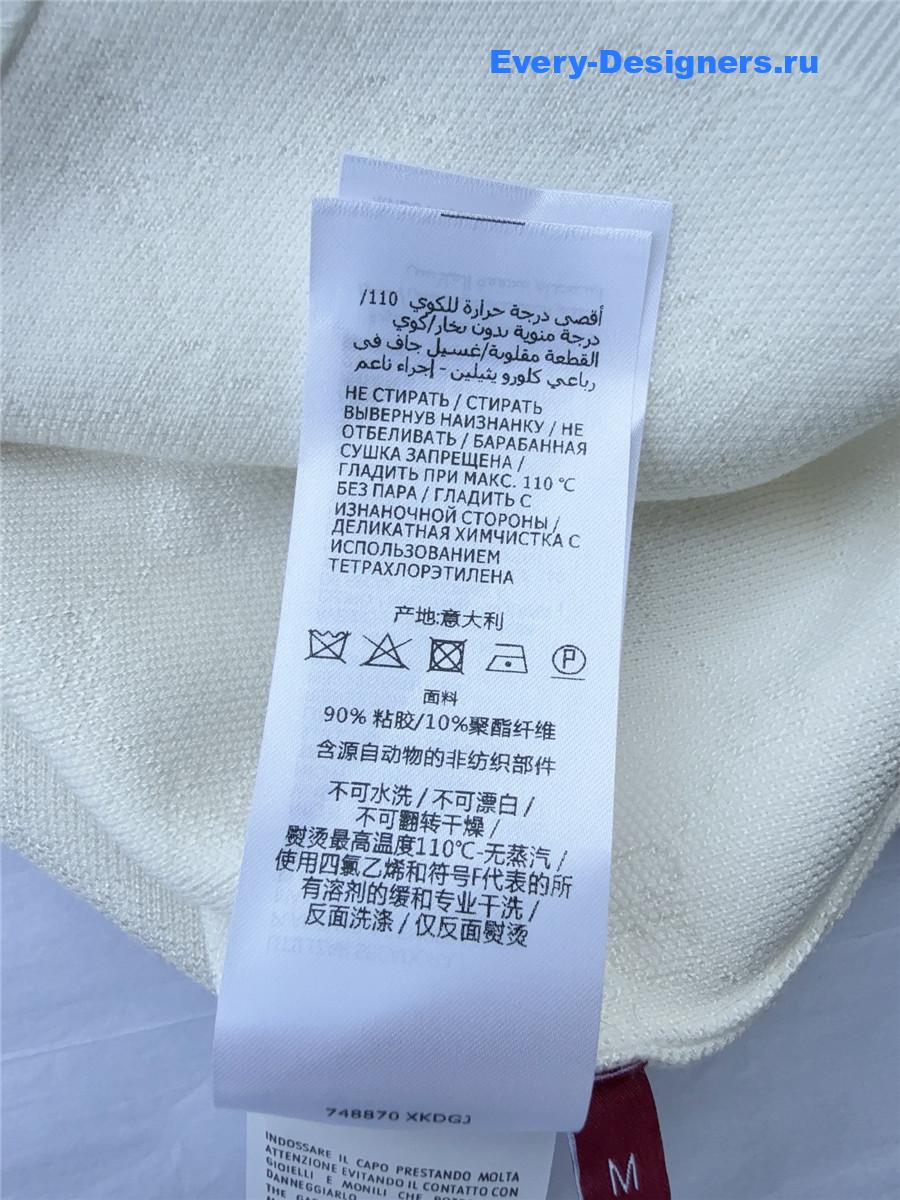 Every-Designers.ru
أقصى درجة حرارة للكوي 110/
درجة مئوية بدون بخار/كوي
القطعة مقلوبة/غسيل جاف في
رباعي كلورو يثيلين - إجراء ناعم
НЕ СТИРАТЬ / СТИРАТЬ
ВЫВЕРНУВ НАИЗНАНКУ / НЕ
ОТБЕЛИВАТЬ / БАРАБАННАЯ
СУШКА ЗАПРЕЩЕНА /
ГЛАДИТЬ ПРИ МАКС. 110 °C
БЕЗ ПАРА / ГЛАДИТЬ С
ИЗНАНОЧНОЙ СТОРОНЫ /
ДЕЛИКАТНАЯ ХИМЧИСТКА С
ИСПОЛЬЗОВАНИЕМ
ТЕТРАХЛОРЭТИЛЕНА
产地:意大利
P
面料
90% 粘胶/10%聚酯纤维
含源自动物的非纺织部件
不可水洗 / 不可漂白 /
不可翻转干燥 /
熨烫最高温度110℃-无蒸汽 /
使用四氯乙烯和符号F代表的所
有溶剂的缓和专业干洗 /
反面洗涤 / 仅反面熨烫
748870 XKDGJ
INDOSSARE IL CAPO PRESTANDO MOLTA
ATTENZIONE EVITANDO IL CONTATTO CON
GIOIELLI E MONILI CHE
DANNEGGIARLO
THE
M